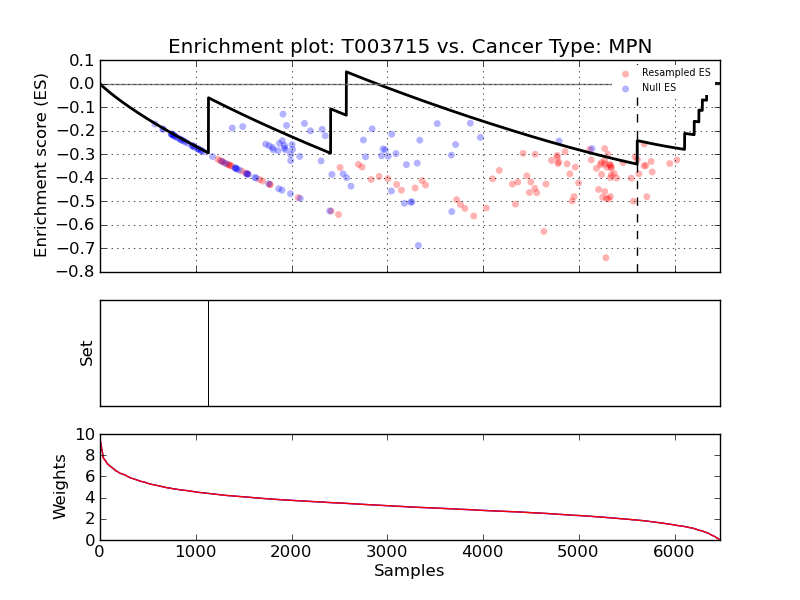 Enrichment plot: T003715 vs. Cancer Type: MPN
Enrichment score (ES)
0.1
0.0
−0.1
−0.2
−0.3
−0.4
−0.5
−0.6
−0.7
−0.8
Resampled ES
Null ES
Set
Weights
10
8
6
4
2
0
0 1000 2000 3000 4000 5000 6000
Samples